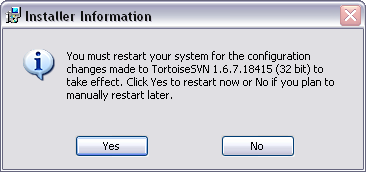 Installer Information
You must restart your system for the configuration
changes made to TortoiseSVN 1.6.7.18415 (32 bit) to
take effect. Click Yes to restart now or No if you plan to
manually restart later.
Yes
No